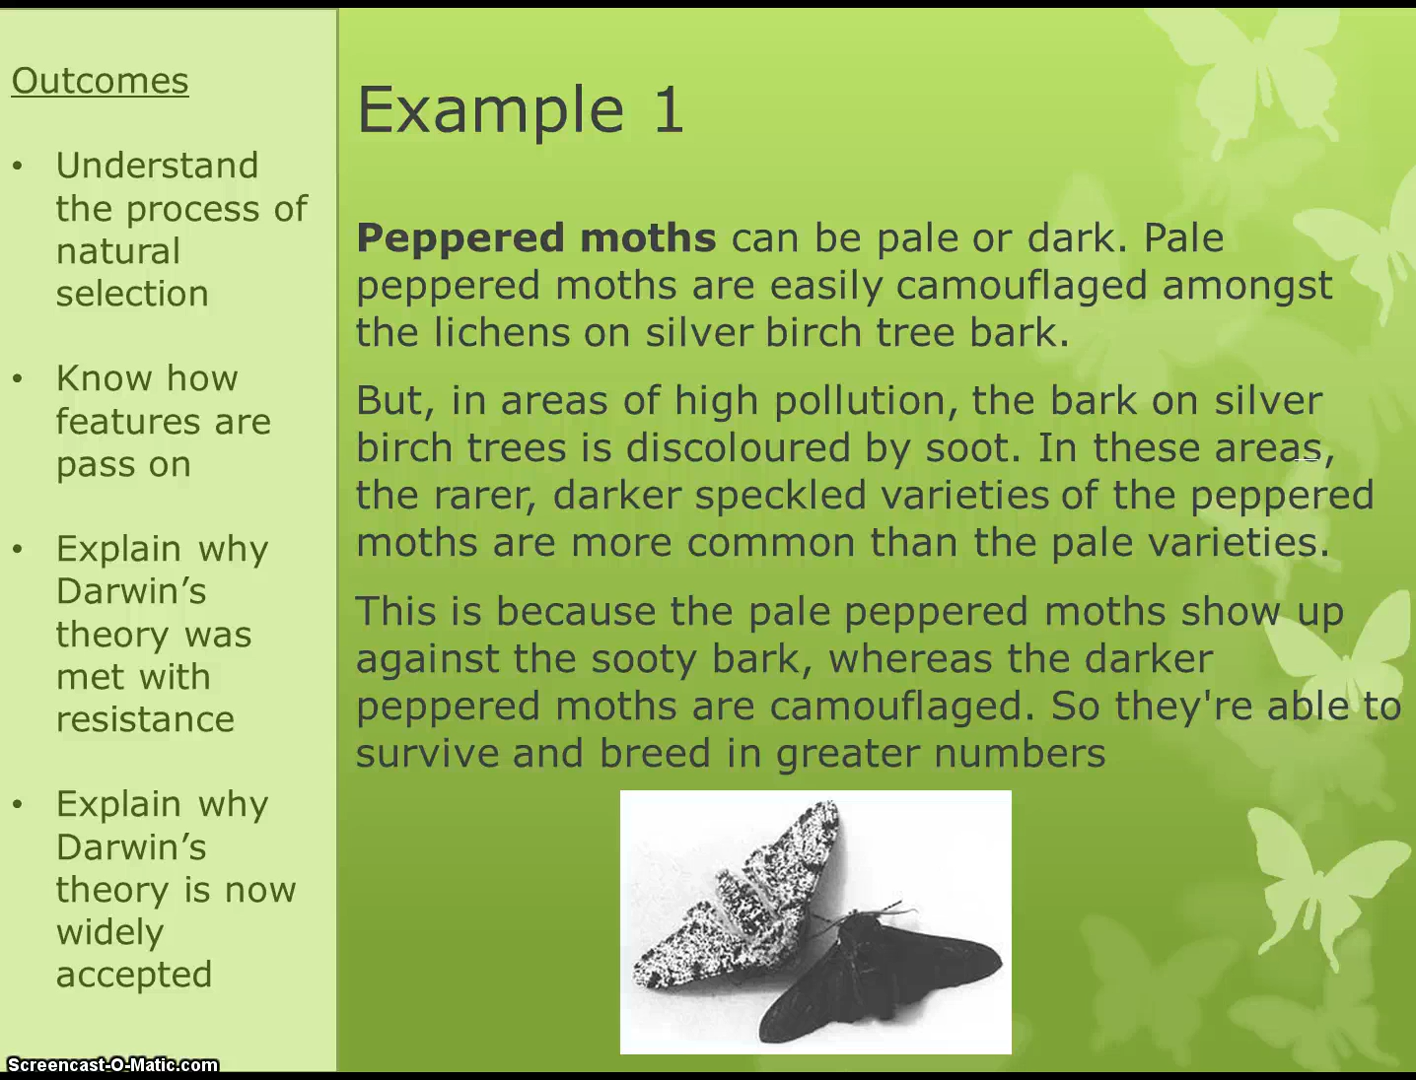 Outcomes
• Understand
the process of
natural
selection
• Know how
features are
pass on
• Explain why
Darwin’s
theory was
met with
resistance
• Explain why
Darwin’s
theory is now
widely
accepted
Example 1
Peppered moths can be pale or dark. Pale
peppered moths are easily camouflaged amongst
the lichens on silver birch tree bark.
But, in areas of high pollution, the bark on silver
birch trees is discoloured by soot. In these areas,
the rarer, darker speckled varieties of the peppered
moths are more common than the pale varieties.
This is because the pale peppered moths show up
against the sooty bark, whereas the darker
peppered moths are camouflaged. So they're able to
survive and breed in greater numbers
Screencast-O-Matic.com